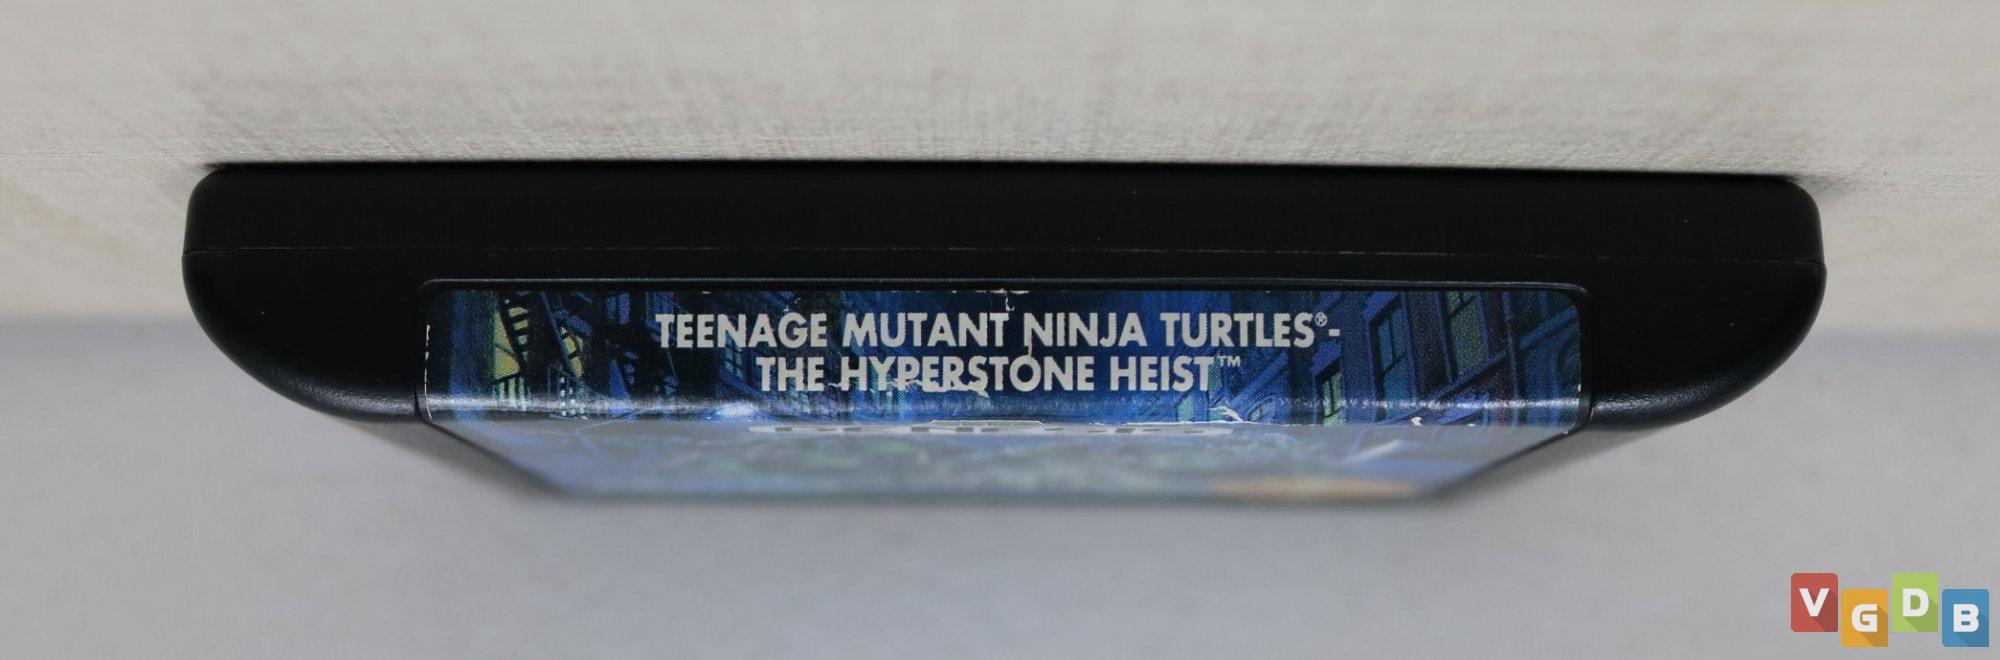 TEENAGE MUTANT NINJA TURTLES®-
THE HYPERSTONE HEIST™
VGDB